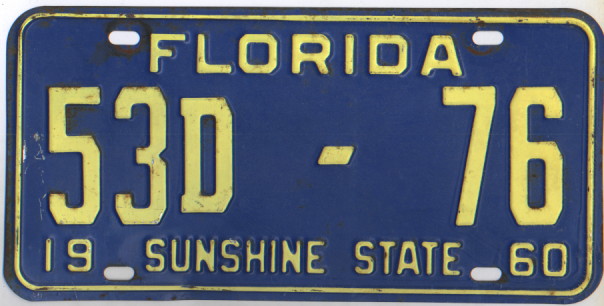 FLORIDA
53D - 76
19 SUNSHINE STATE 60